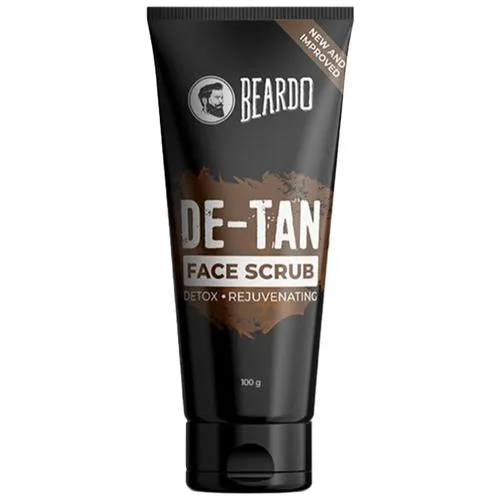 NEW AND
IMPROVED
BEARDO
DE-TAN
FACE SCRUB
DETOX • REJUVENATING
100 g